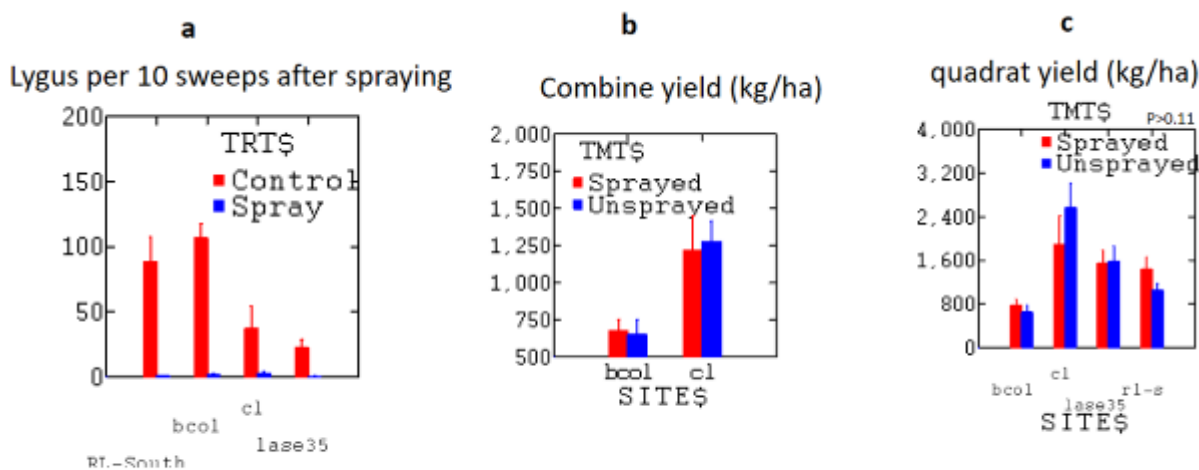 a
Lygus per 10 sweeps after spraying
200
150
100
50
0
TRT$
Control
Spray
RL-South
bcol
cl
lase35
b
Combine yield (kg/ha)
2,000
1,750
1,500
1,250
1,000
750
500
TMT$
Sprayed
Unsprayed
bcol
cl
SITE$
c
quadrat yield (kg/ha)
TMT$
P>0.11
Sprayed
Unsprayed
4,000
3,200
2,400
1,600
800
0
bcol
cl
lase35
rl-s
SITE$